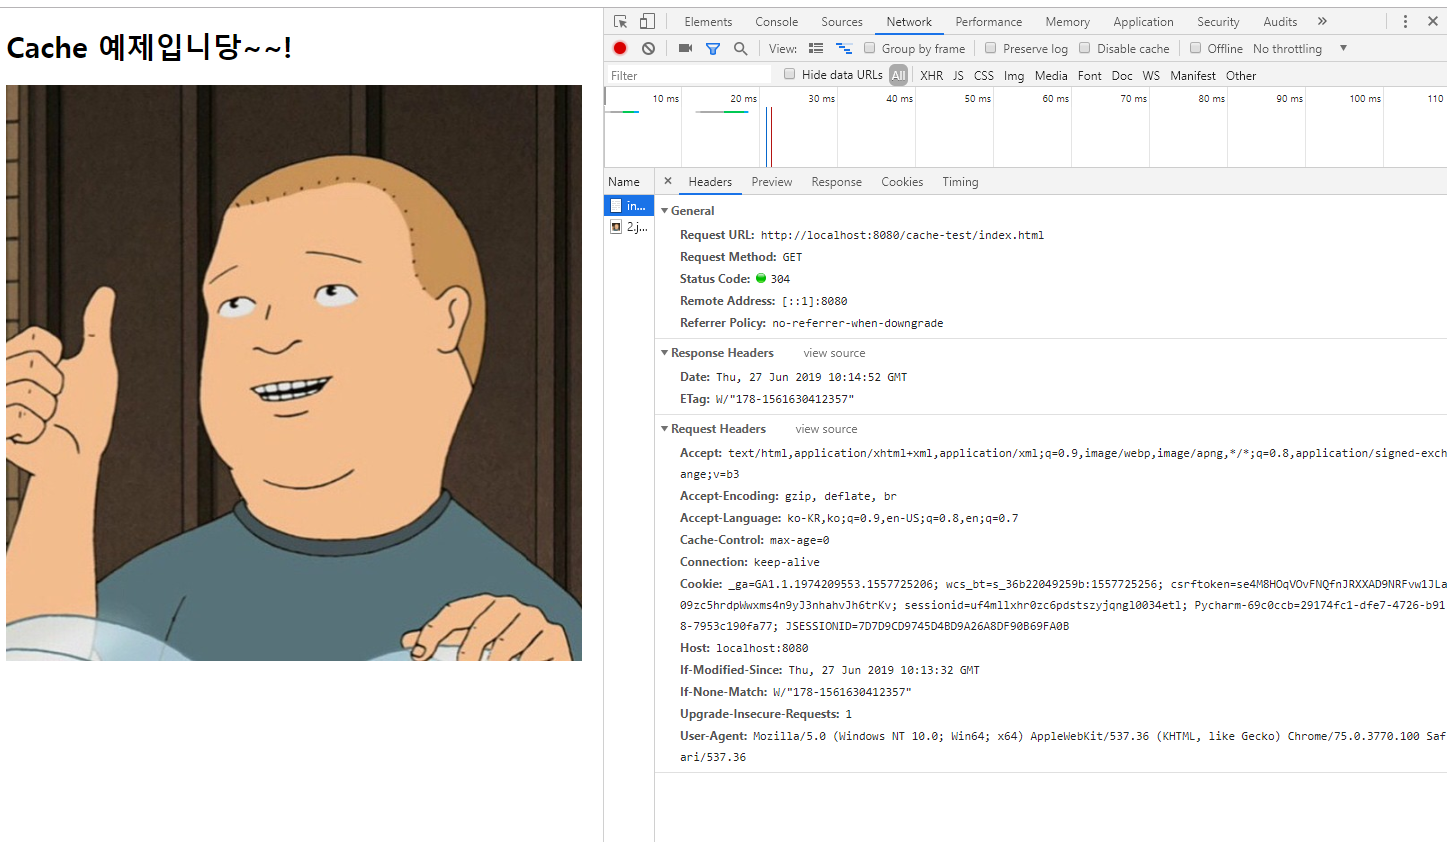 Cache 예제입니당~~!
Elements Console Sources Network Performance Memory Application Security Audits »
View: Group by frame Preserve log Disable cache Offline No throttling ▼
Filter Hide data URLs All XHR JS CSS Img Media Font Doc WS Manifest Other
10 ms 20 ms 30 ms 40 ms 50 ms 60 ms 70 ms 80 ms 90 ms 100 ms 110
Name × Headers Preview Response Cookies Timing
in...
2.j...
▼ General
Request URL: http://localhost:8080/cache-test/index.html
Request Method: GET
Status Code: 304
Remote Address: [::1]:8080
Referrer Policy: no-referrer-when-downgrade
▼ Response Headers view source
Date: Thu, 27 Jun 2019 10:14:52 GMT
ETag: W/"178-1561630412357"
▼ Request Headers view source
Accept: text/html,application/xhtml+xml,application/xml;q=0.9,image/webp,image/apng,*/*;q=0.8,application/signed-exch
ange;v=b3
Accept-Encoding: gzip, deflate, br
Accept-Language: ko-KR,ko;q=0.9,en-US;q=0.8,en;q=0.7
Cache-Control: max-age=0
Connection: keep-alive
Cookie: _ga=GA1.1.1974209553.1557725206; wcs_bt=s_36b22049259b:1557725256; csrftoken=se4M8HOqVOvFNQfnJRXXAD9NRFvw1JLa
09zc5hrdpWwxms4n9yJ3nhahvJh6trKv; sessionid=uf4mllxhr0zc6pdstszyjqngl0034etl; Pycharm-69c0ccb=29174fc1-dfe7-4726-b91
8-7953c190fa77; JSESSIONID=7D7D9CD9745D4BD9A26A8DF90B69FA0B
Host: localhost:8080
If-Modified-Since: Thu, 27 Jun 2019 10:13:32 GMT
If-None-Match: W/"178-1561630412357"
Upgrade-Insecure-Requests: 1
User-Agent: Mozilla/5.0 (Windows NT 10.0; Win64; x64) AppleWebKit/537.36 (KHTML, like Gecko) Chrome/75.0.3770.100 Saf
ari/537.36